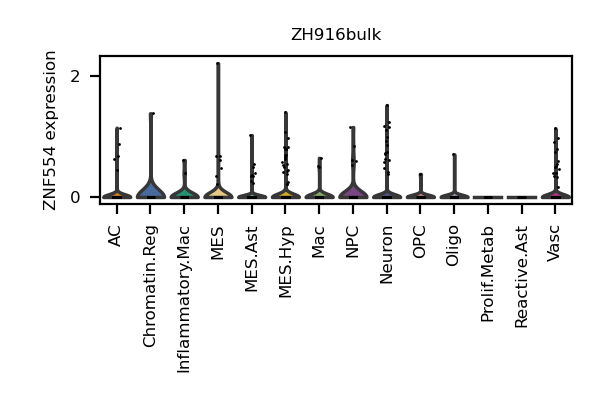 ZH916bulk
ZNF554 expression
2
0
AC
Chromatin.Reg
Inflammatory.Mac
MES
MES.Ast
MES.Hyp
Mac
NPC
Neuron
OPC
Oligo
Prolif.Metab
Reactive.Ast
Vasc